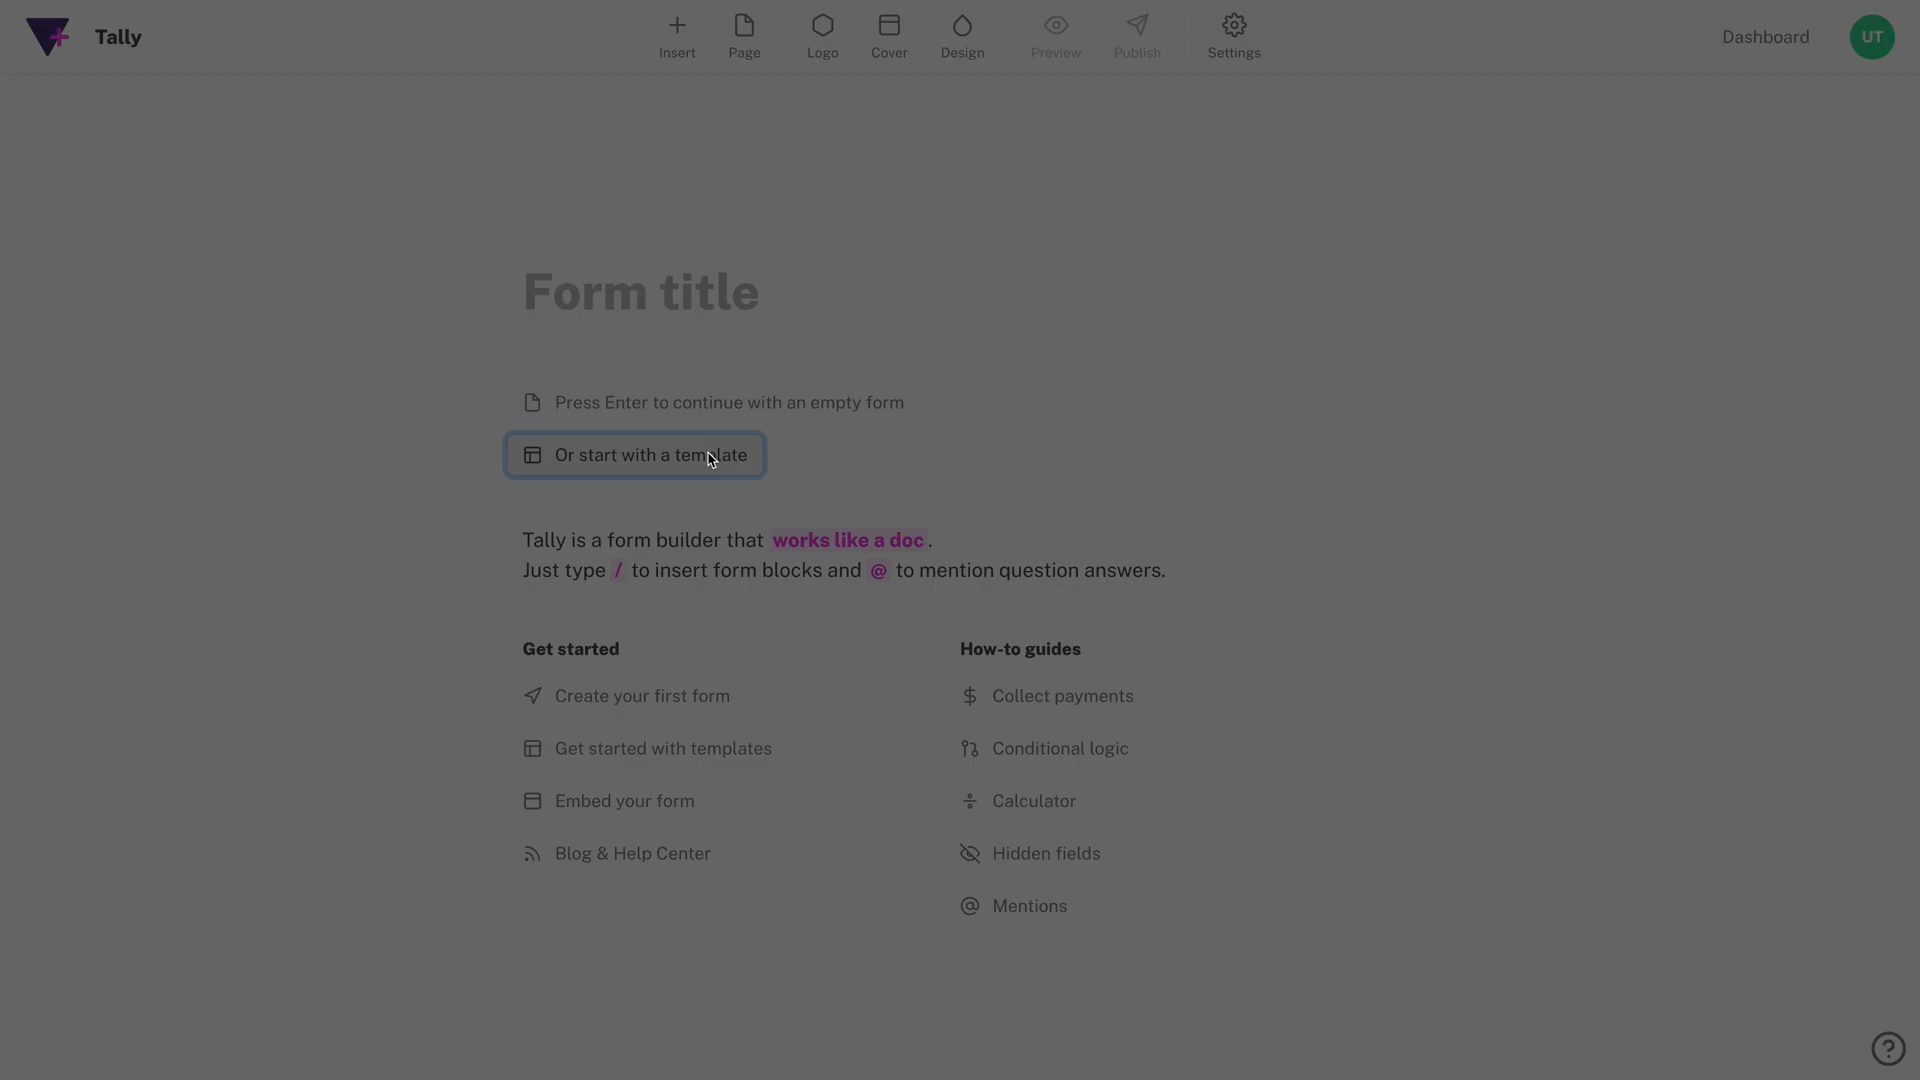 Tally
Insert
Page
Logo
Cover
Design
Preview
Publish
Settings
Dashboard
UT
Form title
Press Enter to continue with an empty form
Or start with a template
Tally is a form builder that works like a doc.
Just type / to insert form blocks and @ to mention question answers.
Get started
Create your first form
Get started with templates
Embed your form
Blog & Help Center
How-to guides
Collect payments
Conditional logic
Calculator
Hidden fields
Mentions